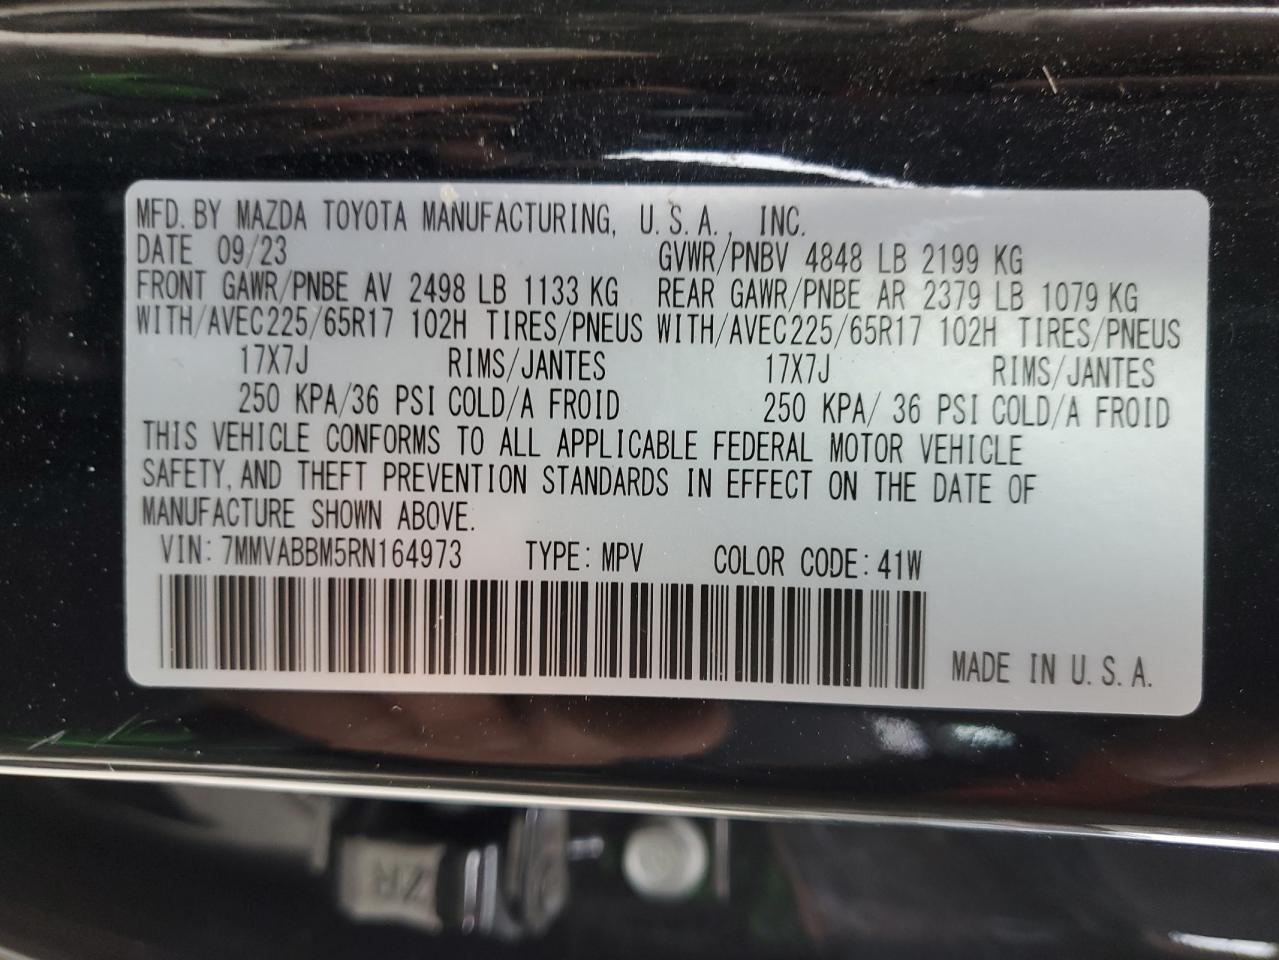 MFD. BY MAZDA TOYOTA MANUFACTURING, U.S.A., INC.
DATE 09/23 GVWR/PNBV 4848 LB 2199 KG
FRONT GAWR/PNBE AV 2498 LB 1133 KG REAR GAWR/PNBE AR 2379 LB 1079 KG
WITH/AVEC225/65R17 102H TIRES/PNEUS WITH/AVEC225/65R17 102H TIRES/PNEUS
17X7J RIMS/JANTES 17X7J RIMS/JANTES
250 KPA/36 PSI COLD/A FROID 250 KPA/ 36 PSI COLD/A FROID
THIS VEHICLE CONFORMS TO ALL APPLICABLE FEDERAL MOTOR VEHICLE
SAFETY, AND THEFT PREVENTION STANDARDS IN EFFECT ON THE DATE OF
MANUFACTURE SHOWN ABOVE.
VIN: 7MMVABBM5RN164973 TYPE: MPV COLOR CODE: 41W
MADE IN U.S.A.